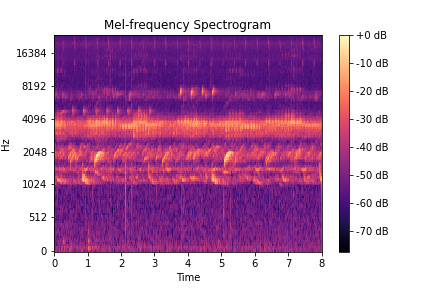 Mel-frequency Spectrogram
16384
8192
4096
2048
1024
512
0
Hz
0 1 2 3 4 5 6 7 8
Time
+0 dB
-10 dB
-20 dB
-30 dB
-40 dB
-50 dB
-60 dB
-70 dB